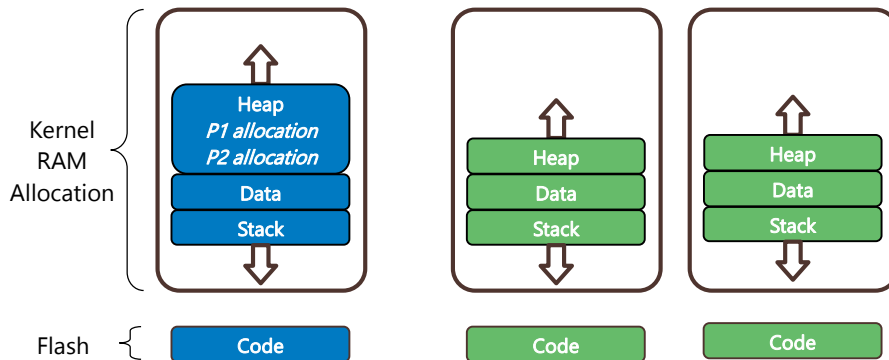 Kernel
RAM
Allocation
Heap
P1 allocation
P2 allocation
Data
Stack
Heap
Data
Stack
Heap
Data
Stack
Flash
Code
Code
Code